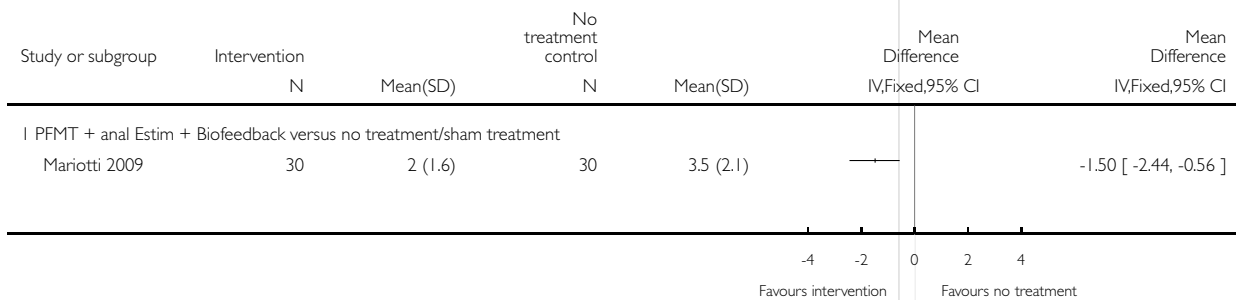 No
treatment Mean Mean
Study or subgroup Intervention control Difference Difference
N Mean(SD) N Mean(SD) IV,Fixed,95% CI IV,Fixed,95% CI
1 PFMT + anal Estim + Biofeedback versus no treatment/sham treatment
Mariotti 2009 30 2 (1.6) 30 3.5 (2.1) -1.50 [ -2.44, -0.56 ]
-4 -2 0 2 4
Favours intervention Favours no treatment